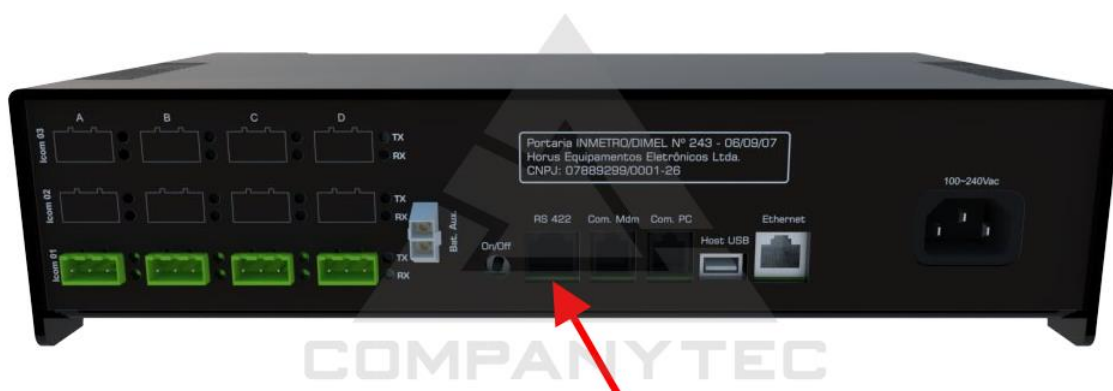 A B C D
Icom 03
TX
RX
Portaria INMETRO/DIMEL Nº 243 - 06/09/07
Horus Equipamentos Eletrônicos Ltda.
CNPJ: 07889299/0001-26
100~240Vac
Icom 02
TX
RX
Bat. Aux.
On/Off
RS 422
Com. Mdm
Com. PC
Host USB
Ethernet
Icom 01
TX
RX
COMPANYTEC